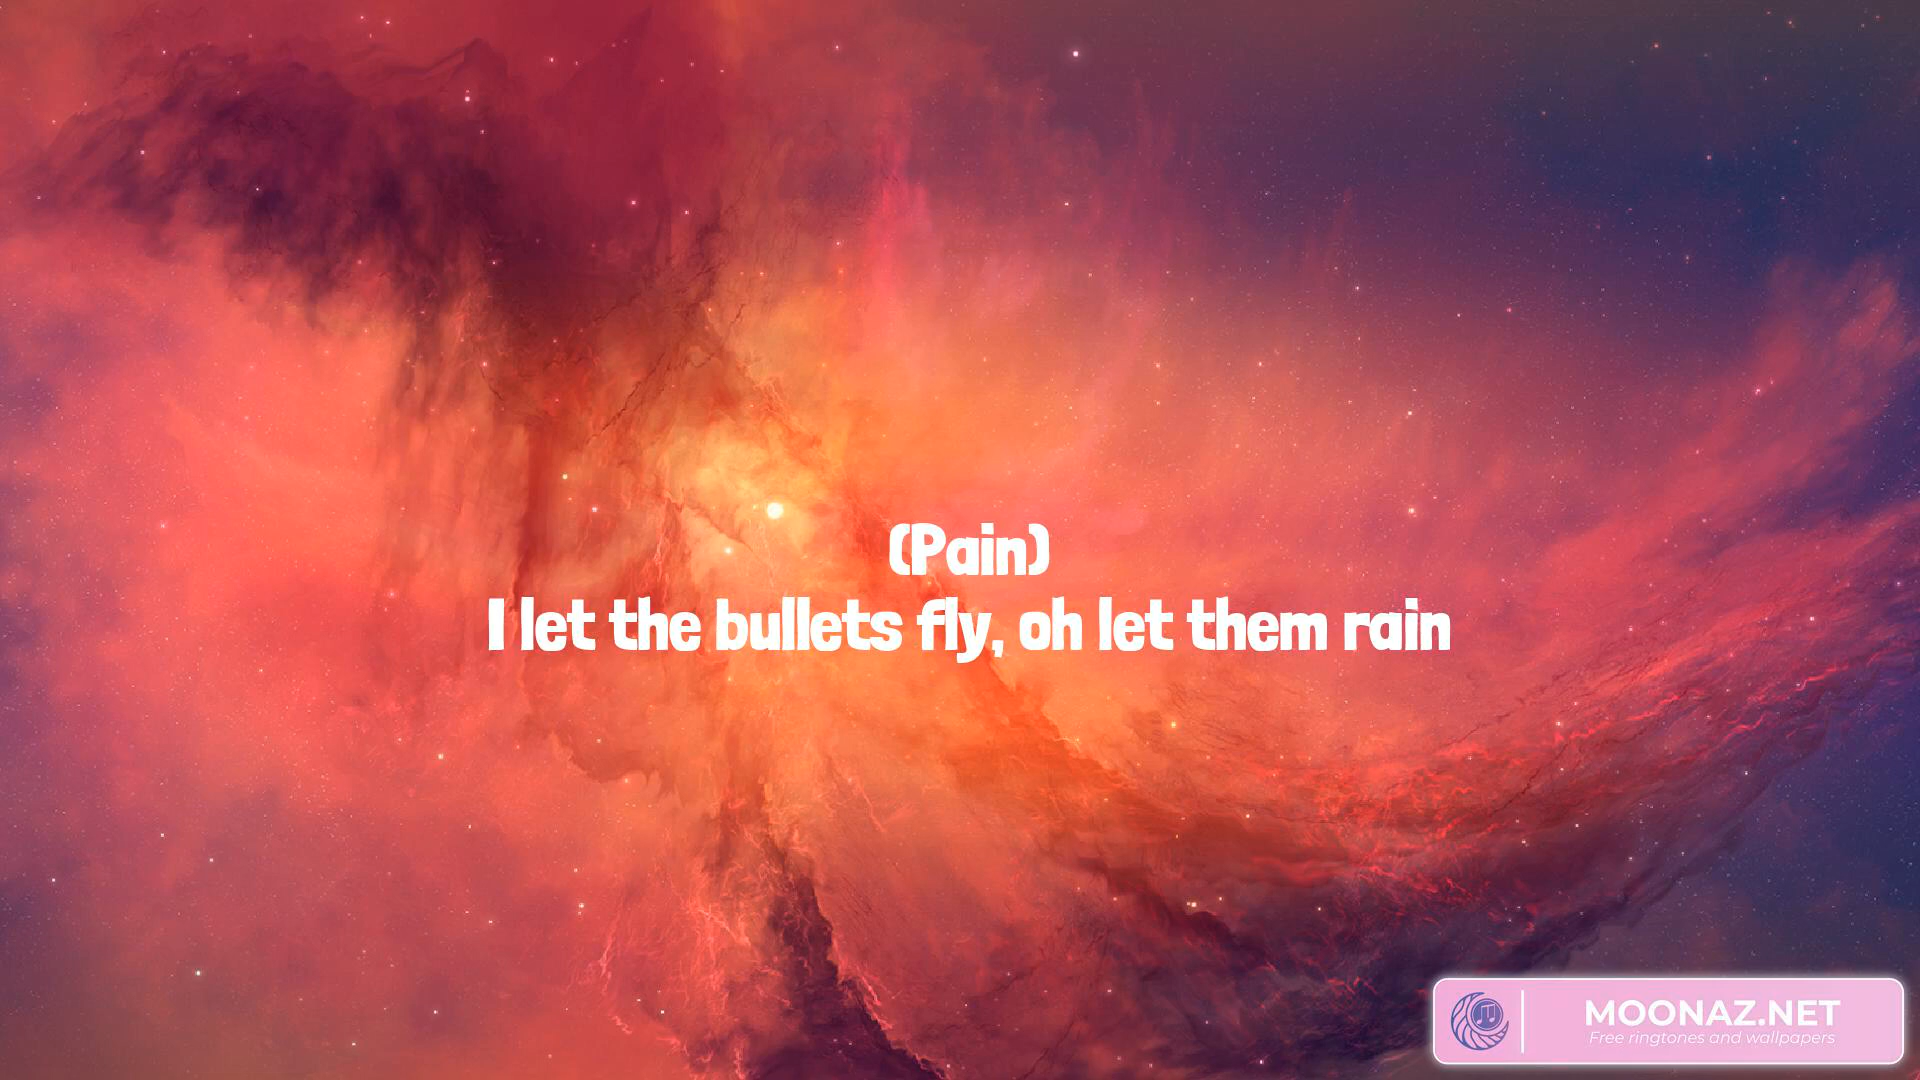 (Pain)
I let the bullets fly, oh let them rain
MOONAZ.NET
Free ringtones and wallpapers